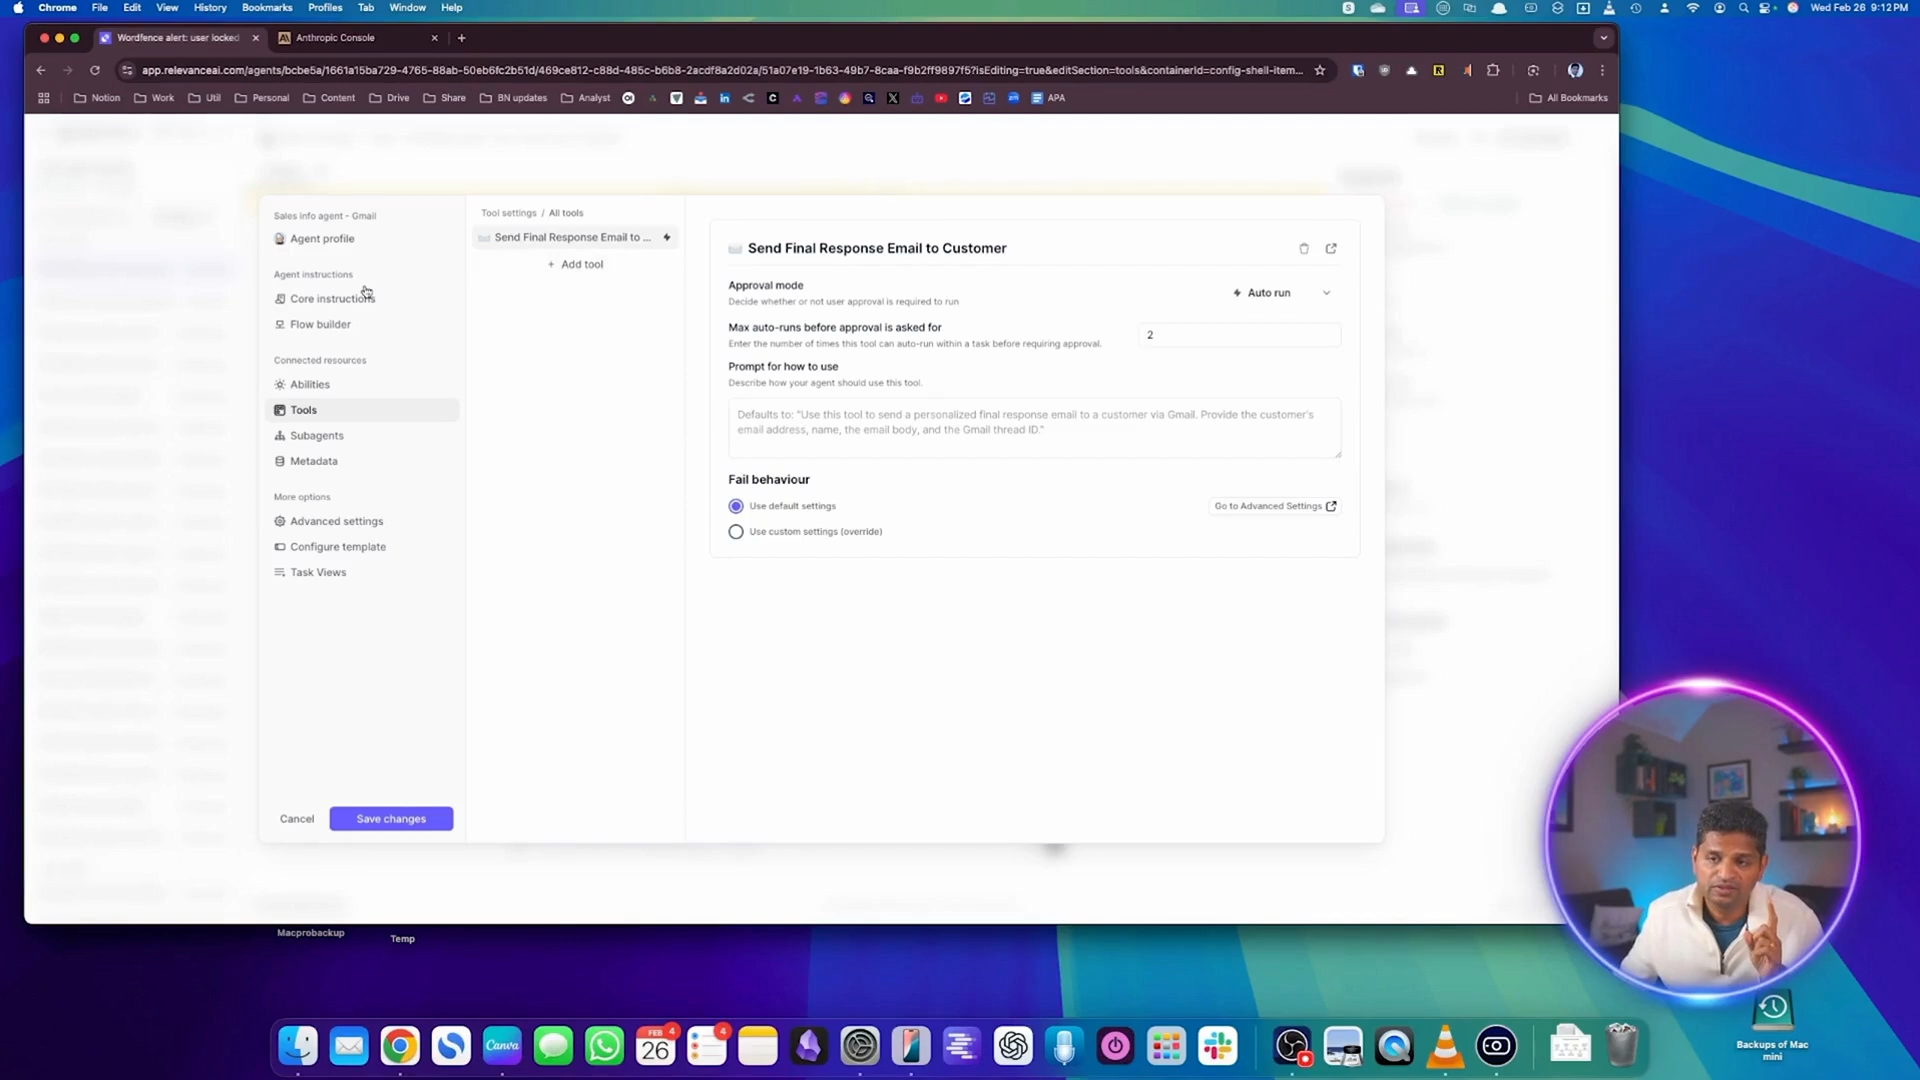 Chrome File Edit View History Bookmarks Profiles Tab Window Help
Wed Feb 26 9:12 PM
Wordfence alert: user locked
Anthropic Console
app.relevanceai.com/agents/bcbe5a/1661a15ba729-4765-88ab-50eb6fc2b51d/469ce812-c88d-485c-b6b8-2acdf8a2d02a/51a07e19-1b63-49b7-8caa-f9b2ff9897f5?isEditing=true&editSection=tools&containerId=config-shell-item...
Notion Work Util Personal Content Drive Share BN updates Analyst APA All Bookmarks
Sales info agent - Gmail
Agent profile
Agent instructions
Core instructions
Flow builder
Connected resources
Abilities
Tools
Subagents
Metadata
More options
Advanced settings
Configure template
Task Views
Cancel
Save changes
Tool settings / All tools
Send Final Response Email to ...
+ Add tool
Send Final Response Email to Customer
Approval mode
Decide whether or not user approval is required to run
Auto run
Max auto-runs before approval is asked for
Enter the number of times this tool can auto-run within a task before requiring approval.
2
Prompt for how to use
Describe how your agent should use this tool.
Defaults to: "Use this tool to send a personalized final response email to a customer via Gmail. Provide the customer's
email address, name, the email body, and the Gmail thread ID."
Fail behaviour
Use default settings
Go to Advanced Settings
Use custom settings (override)
Macprobackup
Temp
Canva
FEB
26
4
4
Backups of Mac
mini